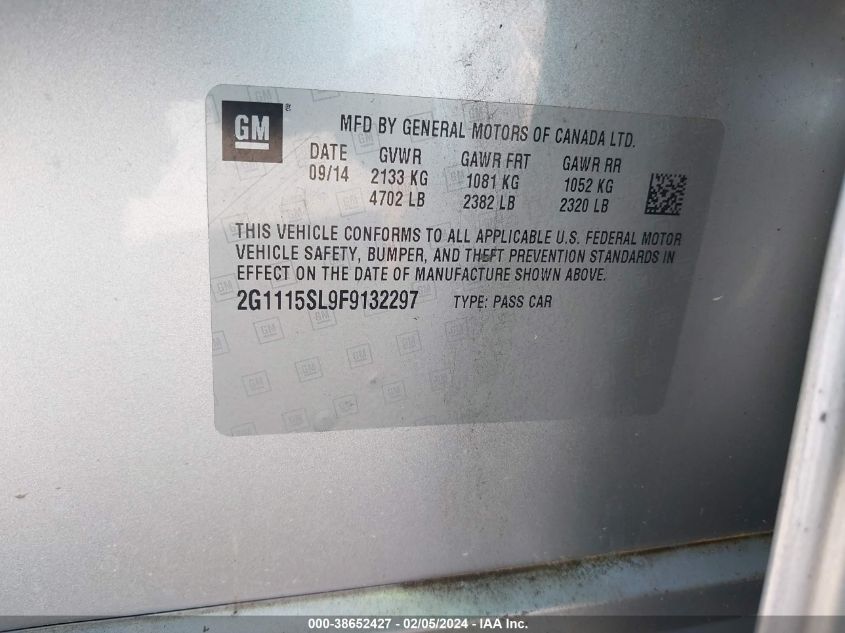 GM ®
MFD BY GENERAL MOTORS OF CANADA LTD.
DATE GVWR GAWR FRT GAWR RR
09/14 2133 KG 1081 KG 1052 KG
4702 LB 2382 LB 2320 LB
THIS VEHICLE CONFORMS TO ALL APPLICABLE U.S. FEDERAL MOTOR
VEHICLE SAFETY, BUMPER, AND THEFT PREVENTION STANDARDS IN
EFFECT ON THE DATE OF MANUFACTURE SHOWN ABOVE.
2G1115SL9F9132297 TYPE: PASS CAR
000-38652427 - 02/05/2024 - IAA Inc.